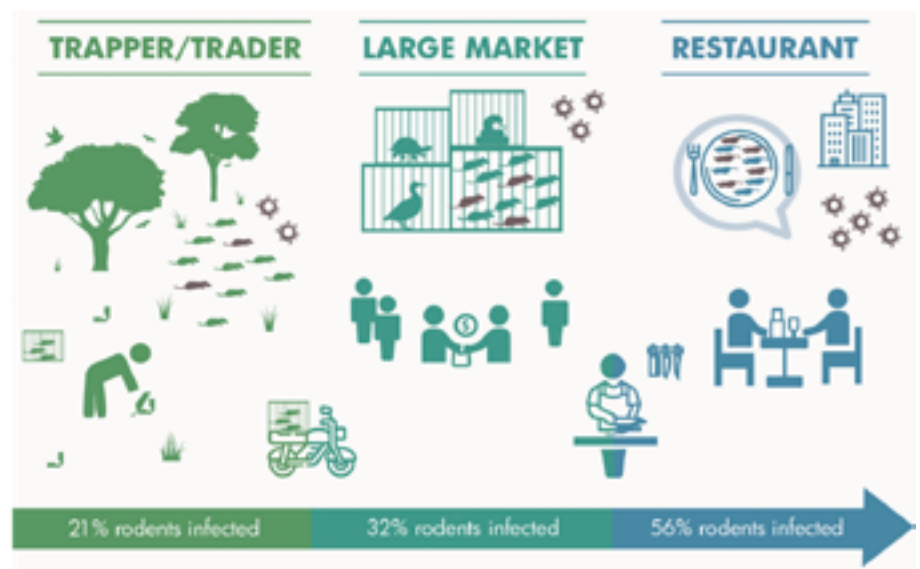 TRAPPER/TRADER
LARGE MARKET
RESTAURANT
$
21% rodents infected
32% rodents infected
56% rodents infected